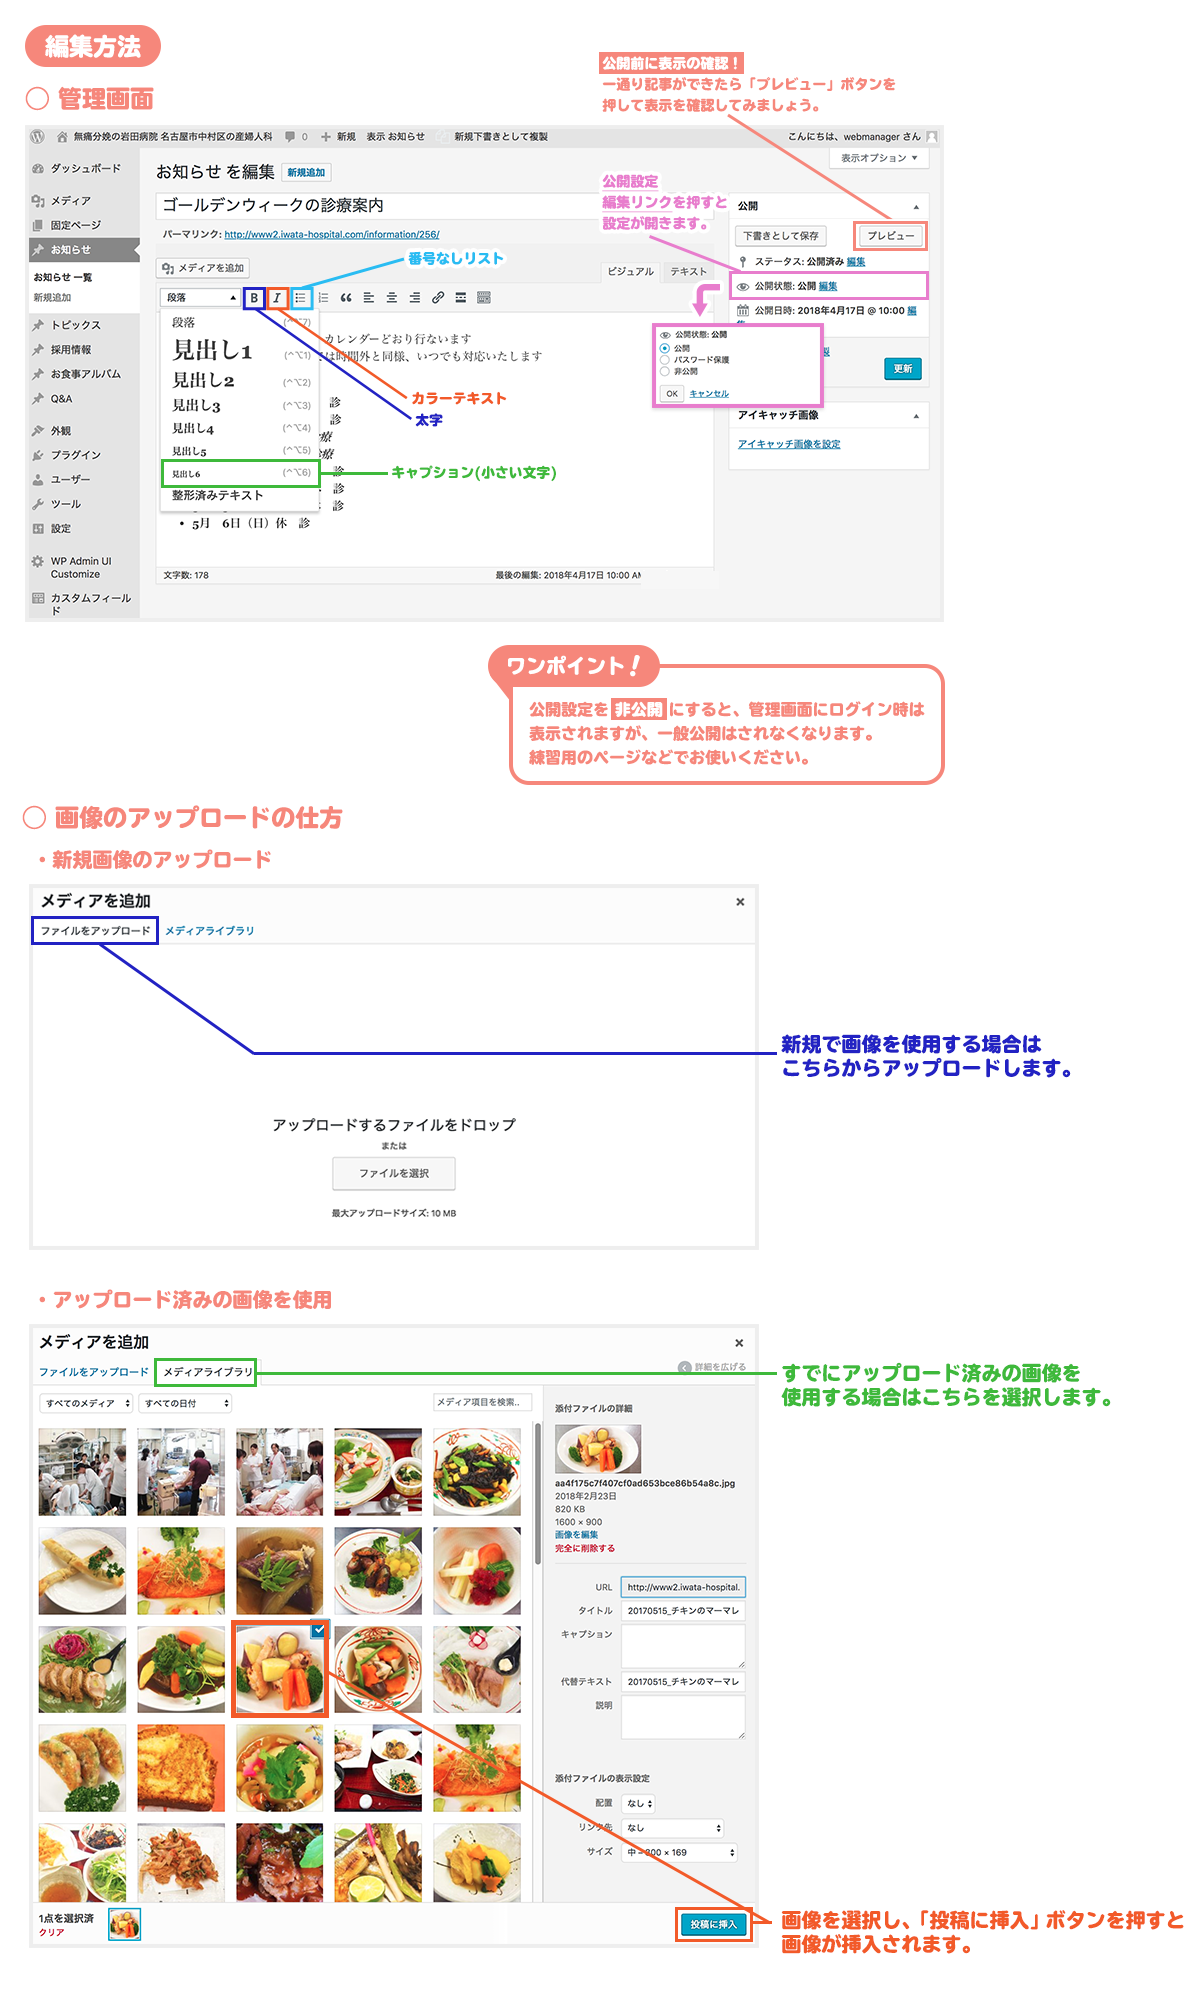 編集方法
○ 管理画面
公開前に表示の確認！
一通り記事ができたら「プレビュー」ボタンを
押して表示を確認してみましょう。
無痛分娩の岩田病院 名古屋市中村区の産婦人科 0 新規 表示 お知らせ 新規下書きとして複製 こんにちは、webmanager さん
表示オプション ▼
ダッシュボード
メディア
固定ページ
お知らせ
お知らせ 一覧
新規追加
トピックス
採用情報
お食事アルバム
Q&A
外観
プラグイン
ユーザー
ツール
設定
WP Admin UI
Customize
カスタムフィール
ド
お知らせ を編集 新規追加
ゴールデンウィークの診療案内
パーマリンク: http://www2.iwata-hospital.com/information/256/
メディアを追加
番号なしリスト
ビジュアル テキスト
段落 ▲ B I
段落 (^⌥7)
見出し1 (^⌥1)
見出し2 (^⌥2)
見出し3 (^⌥3)
見出し4 (^⌥4)
見出し5 (^⌥5)
見出し6 (^⌥6)
整形済みテキスト
カレンダーどおり行ないます
は時間外と同様、いつでも対応いたします
診
診
療
療
診
診
診
• 5月 6日（日）休 診
カラーテキスト
太字
キャプション(小さい文字)
文字数: 178 最後の編集: 2018年4月17日 10:00 AM
公開設定
編集リンクを押すと
設定が開きます。
公開 ▲
下書きとして保存 プレビュー
ステータス: 公開済み 編集
公開状態: 公開 編集
公開日時: 2018年4月17日 @ 10:00 編
更新
公開状態: 公開
公開
パスワード保護
非公開
OK キャンセル
アイキャッチ画像 ▲
アイキャッチ画像を設定
ワンポイント！
公開設定を 非公開 にすると、管理画面にログイン時は
表示されますが、一般公開はされなくなります。
練習用のページなどでお使いください。
○ 画像のアップロードの仕方
・新規画像のアップロード
メディアを追加 ×
ファイルをアップロード メディアライブラリ
新規で画像を使用する場合は
こちらからアップロードします。
アップロードするファイルをドロップ
または
ファイルを選択
最大アップロードサイズ: 10 MB
・アップロード済みの画像を使用
メディアを追加 ×
ファイルをアップロード メディアライブラリ 詳細を広げる
すでにアップロード済みの画像を
使用する場合はこちらを選択します。
すべてのメディア すべての日付 メディア項目を検索..
添付ファイルの詳細
aa4f175c7f407cf0ad653bce86b54a8c.jpg
2018年2月23日
820 KB
1600 × 900
画像を編集
完全に削除する
URL http://www2.iwata-hospital.
タイトル 20170515_チキンのマーマレ
キャプション
代替テキスト 20170515_チキンのマーマレ
説明
添付ファイルの表示設定
配置 なし
リンク先 なし
サイズ 中 – 300 × 169
1点を選択済
クリア
投稿に挿入
画像を選択し、「投稿に挿入」ボタンを押すと
画像が挿入されます。